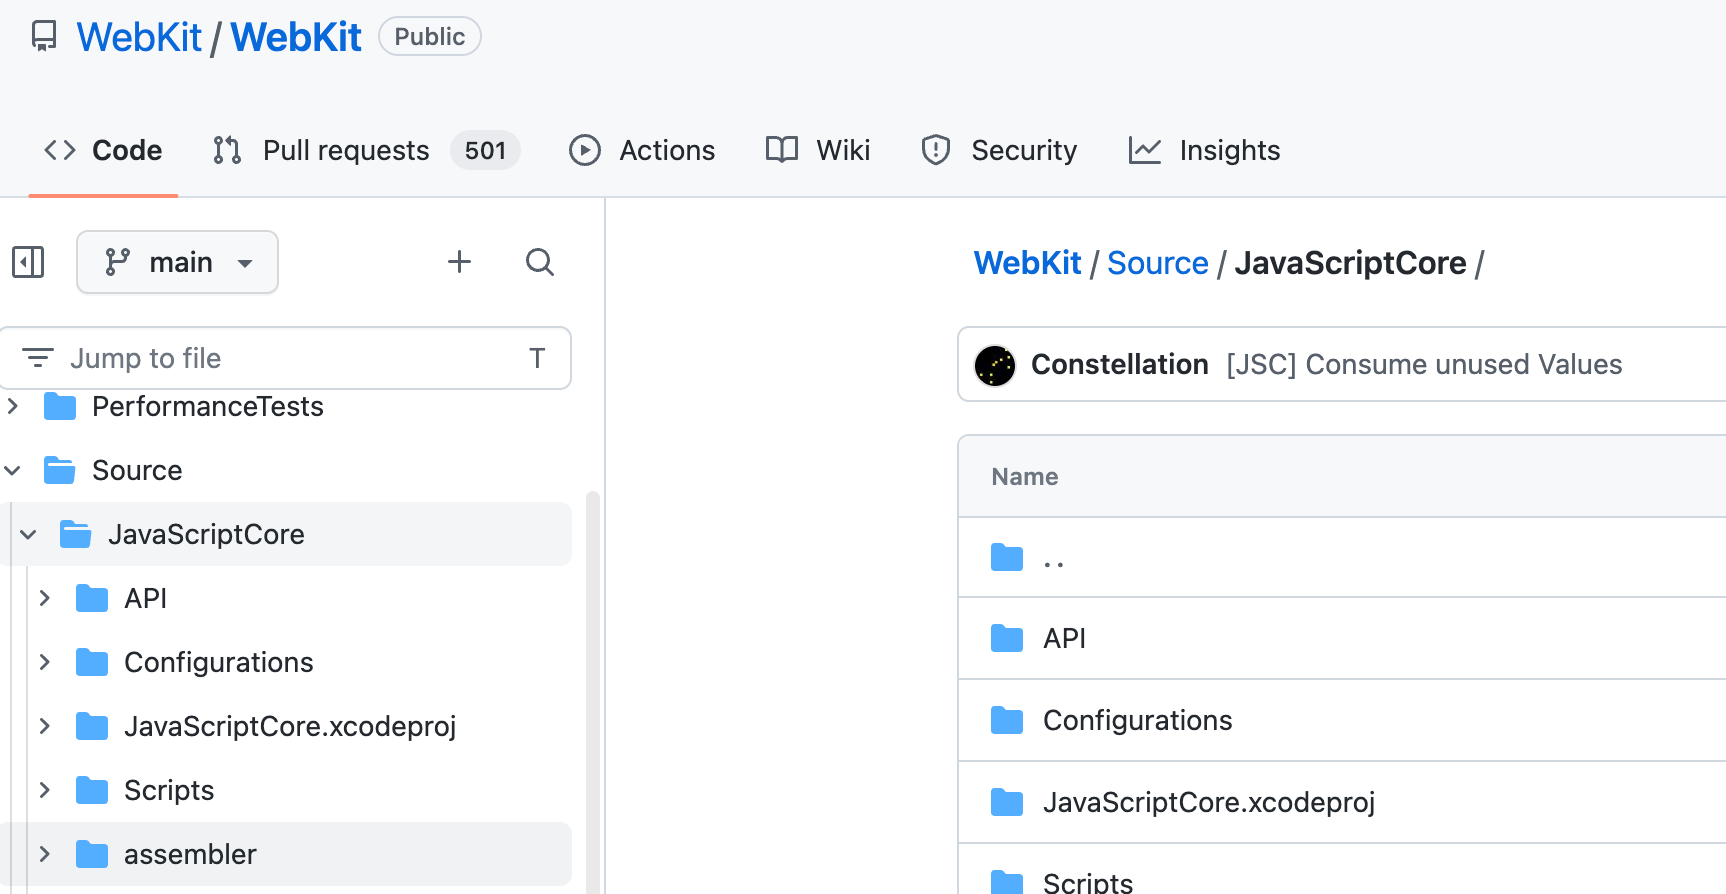 WebKit / WebKit Public
Code Pull requests 501 Actions Wiki Security Insights
main
Jump to file T
PerformanceTests
Source
JavaScriptCore
API
Configurations
JavaScriptCore.xcodeproj
Scripts
assembler
WebKit / Source / JavaScriptCore /
Constellation [JSC] Consume unused Values
Name
..
API
Configurations
JavaScriptCore.xcodeproj
Scripts